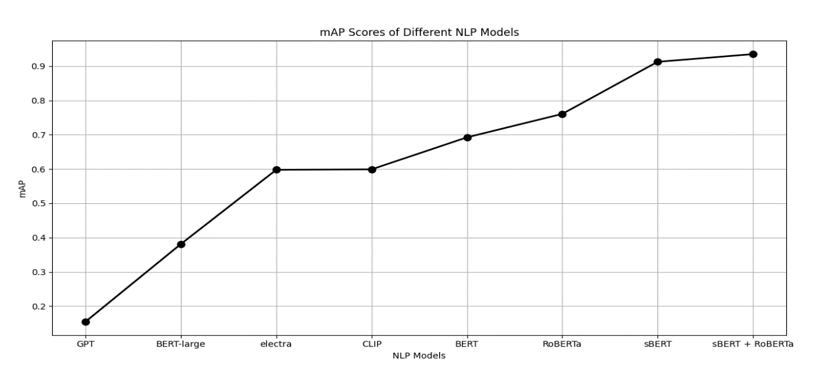 mAP Scores of Different NLP Models
0.9
0.8
0.7
0.6
0.5
0.4
0.3
0.2
mAP
GPT BERT-large electra CLIP BERT RoBERTa sBERT sBERT + RoBERTa
NLP Models